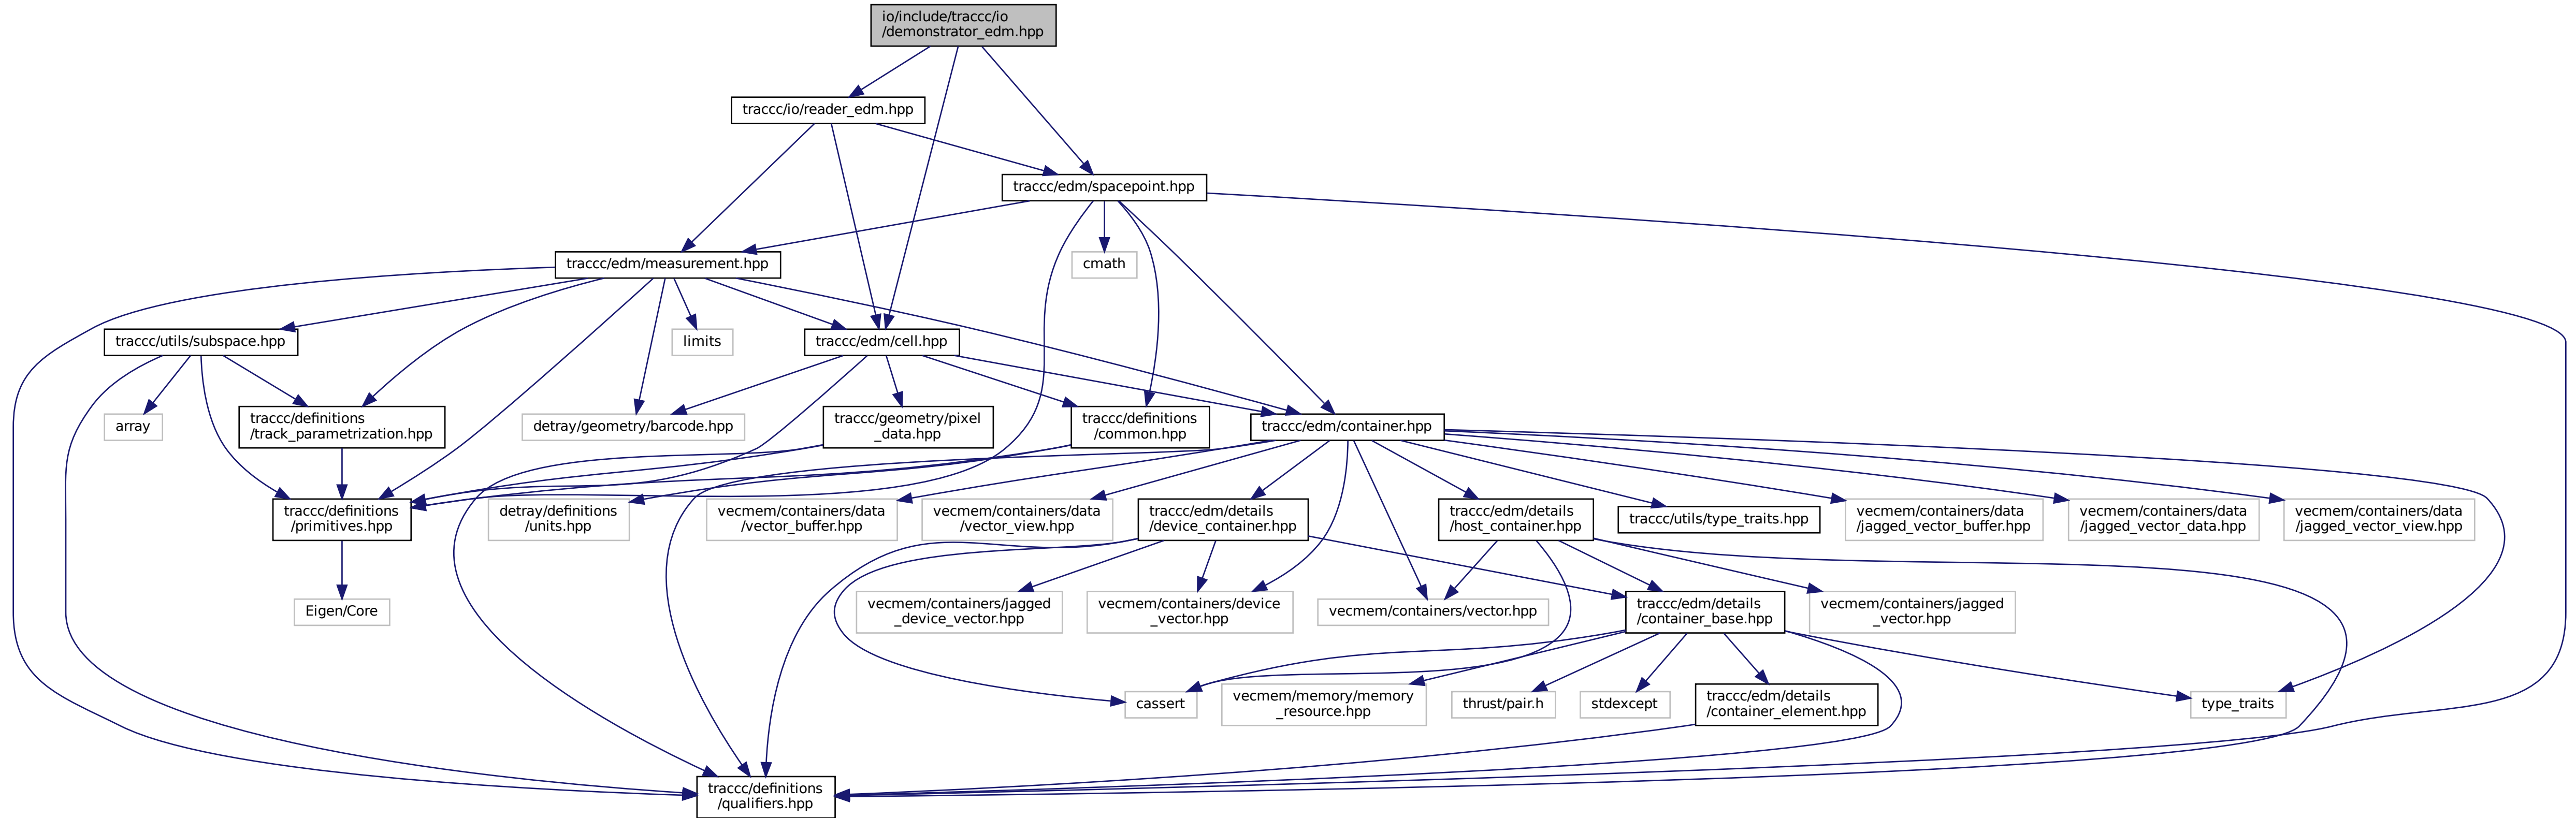 io/include/traccc/io
/demonstrator_edm.hpp
traccc/io/reader_edm.hpp
traccc/edm/spacepoint.hpp
traccc/edm/measurement.hpp
cmath
traccc/utils/subspace.hpp
limits
traccc/edm/cell.hpp
array
traccc/definitions
/track_parametrization.hpp
detray/geometry/barcode.hpp
traccc/geometry/pixel
_data.hpp
traccc/definitions
/common.hpp
traccc/edm/container.hpp
traccc/definitions
/primitives.hpp
detray/definitions
/units.hpp
vecmem/containers/data
/vector_buffer.hpp
vecmem/containers/data
/vector_view.hpp
traccc/edm/details
/device_container.hpp
traccc/edm/details
/host_container.hpp
traccc/utils/type_traits.hpp
vecmem/containers/data
/jagged_vector_buffer.hpp
vecmem/containers/data
/jagged_vector_data.hpp
vecmem/containers/data
/jagged_vector_view.hpp
Eigen/Core
vecmem/containers/jagged
_device_vector.hpp
vecmem/containers/device
_vector.hpp
vecmem/containers/vector.hpp
traccc/edm/details
/container_base.hpp
vecmem/containers/jagged
_vector.hpp
cassert
vecmem/memory/memory
_resource.hpp
thrust/pair.h
stdexcept
traccc/edm/details
/container_element.hpp
type_traits
traccc/definitions
/qualifiers.hpp